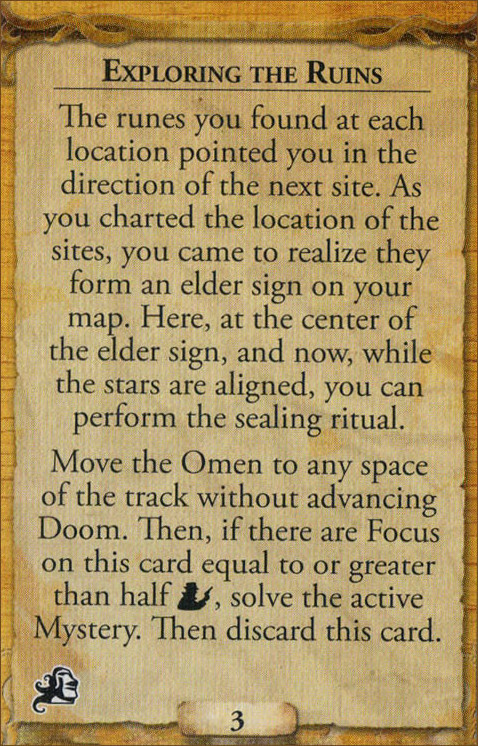 EXPLORING THE RUINS
The runes you found at each
location pointed you in the
direction of the next site. As
you charted the location of the
sites, you came to realize they
form an elder sign on your
map. Here, at the center of
the elder sign, and now, while
the stars are aligned, you can
perform the sealing ritual.
Move the Omen to any space
of the track without advancing
Doom. Then, if there are Focus
on this card equal to or greater
than half , solve the active
Mystery. Then discard this card.
3